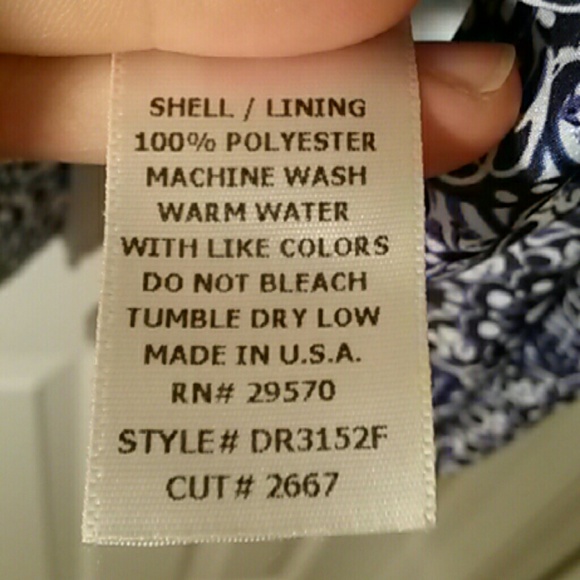 SHELL / LINING
100% POLYESTER
MACHINE WASH
WARM WATER
WITH LIKE COLORS
DO NOT BLEACH
TUMBLE DRY LOW
MADE IN U.S.A.
RN# 29570
STYLE# DR3152F
CUT# 2667